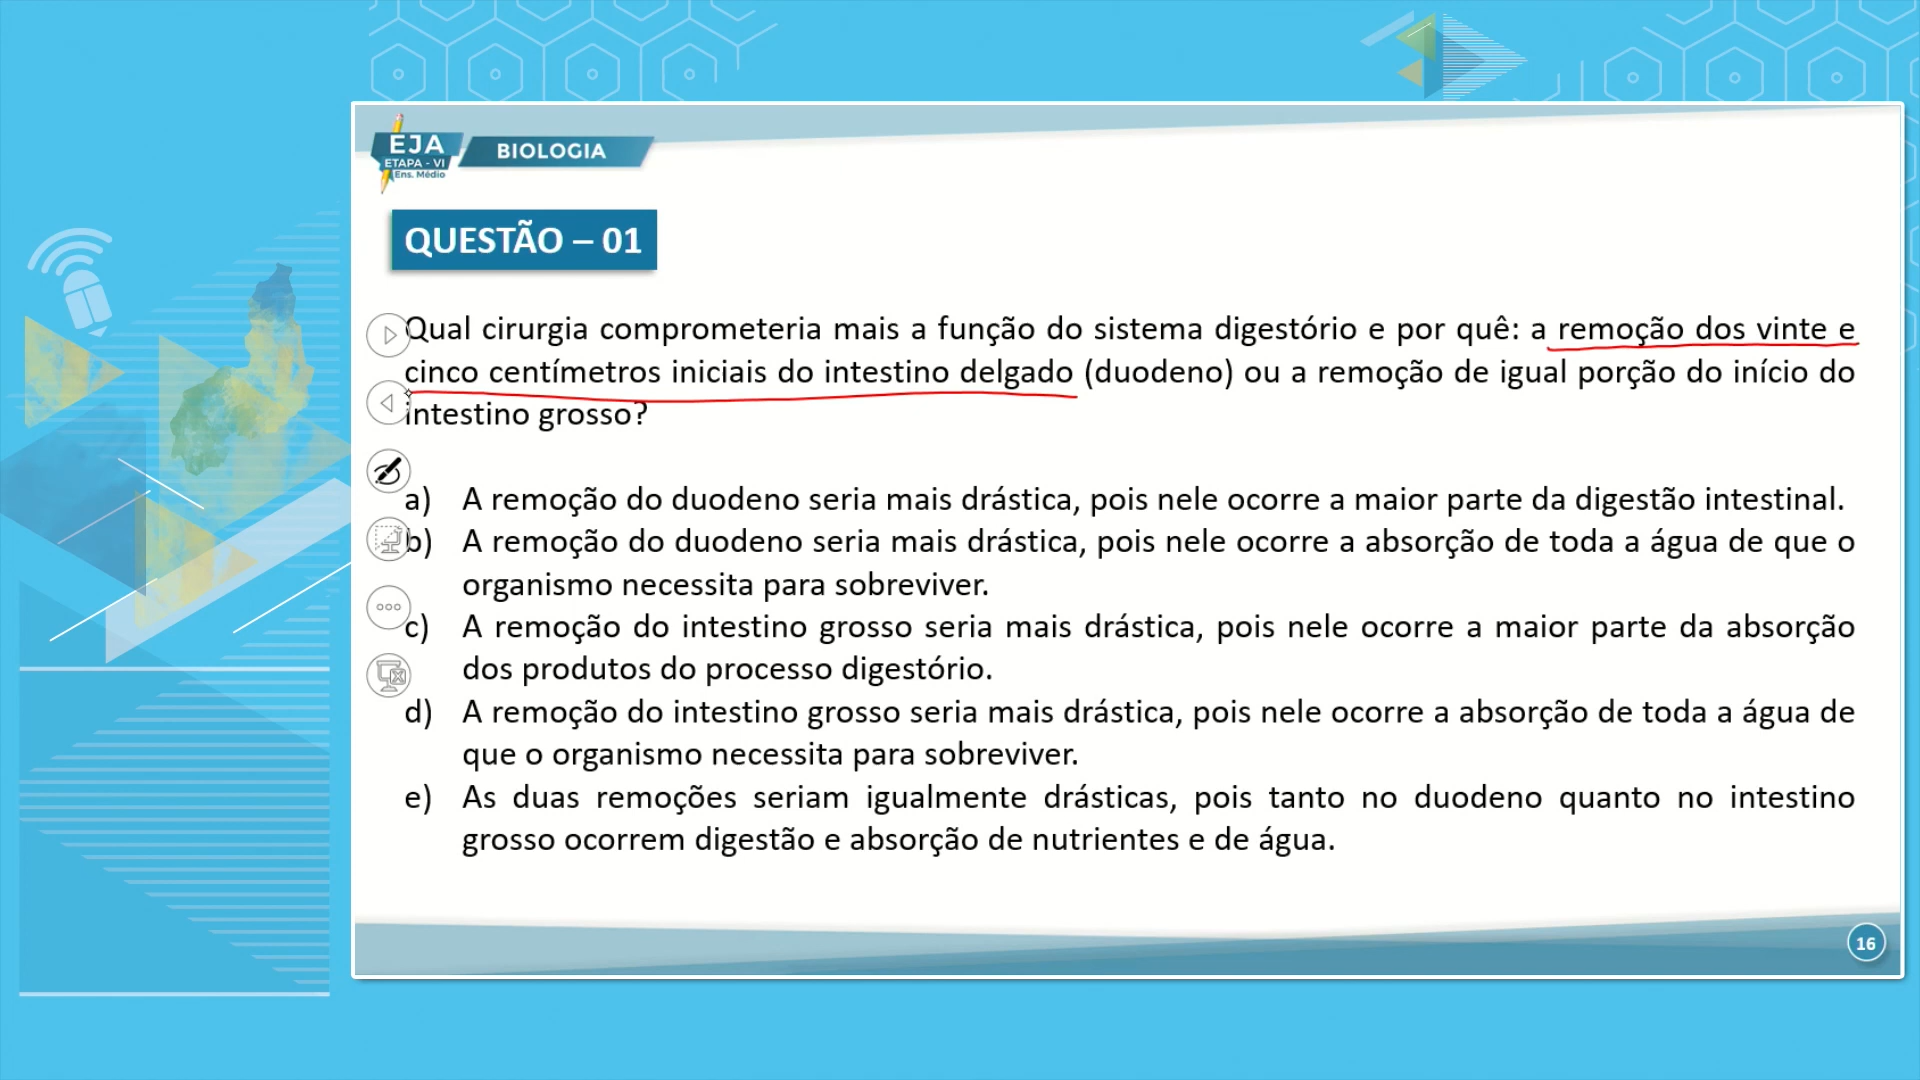 EJA
ETAPA - VI
Ens. Médio
BIOLOGIA
QUESTÃO – 01
Qual cirurgia comprometeria mais a função do sistema digestório e por quê: a remoção dos vinte e
cinco centímetros iniciais do intestino delgado (duodeno) ou a remoção de igual porção do início do
intestino grosso?
a) A remoção do duodeno seria mais drástica, pois nele ocorre a maior parte da digestão intestinal.
b) A remoção do duodeno seria mais drástica, pois nele ocorre a absorção de toda a água de que o
organismo necessita para sobreviver.
c) A remoção do intestino grosso seria mais drástica, pois nele ocorre a maior parte da absorção
dos produtos do processo digestório.
d) A remoção do intestino grosso seria mais drástica, pois nele ocorre a absorção de toda a água de
que o organismo necessita para sobreviver.
e) As duas remoções seriam igualmente drásticas, pois tanto no duodeno quanto no intestino
grosso ocorrem digestão e absorção de nutrientes e de água.
16